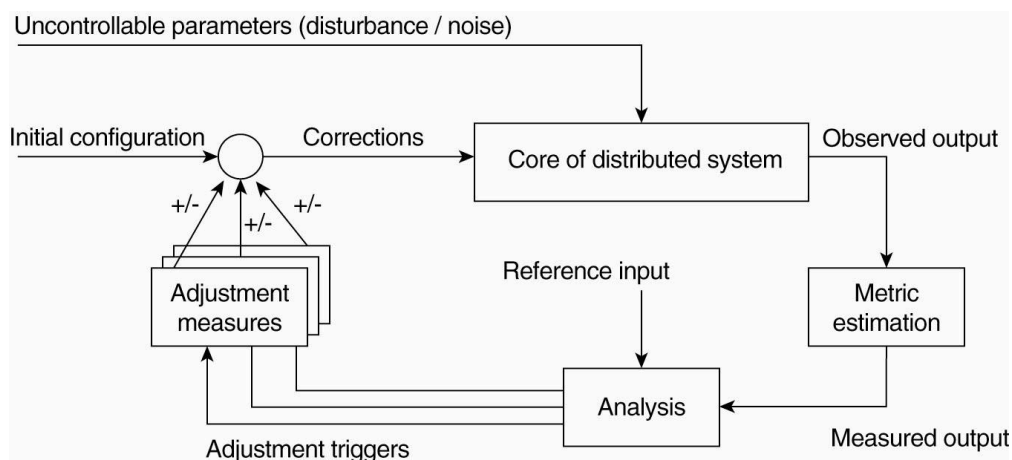 Uncontrollable parameters (disturbance / noise)
Initial configuration
Corrections
Core of distributed system
Observed output
+/-
+/-
+/-
Reference input
Adjustment
measures
Metric
estimation
Analysis
Adjustment triggers
Measured output